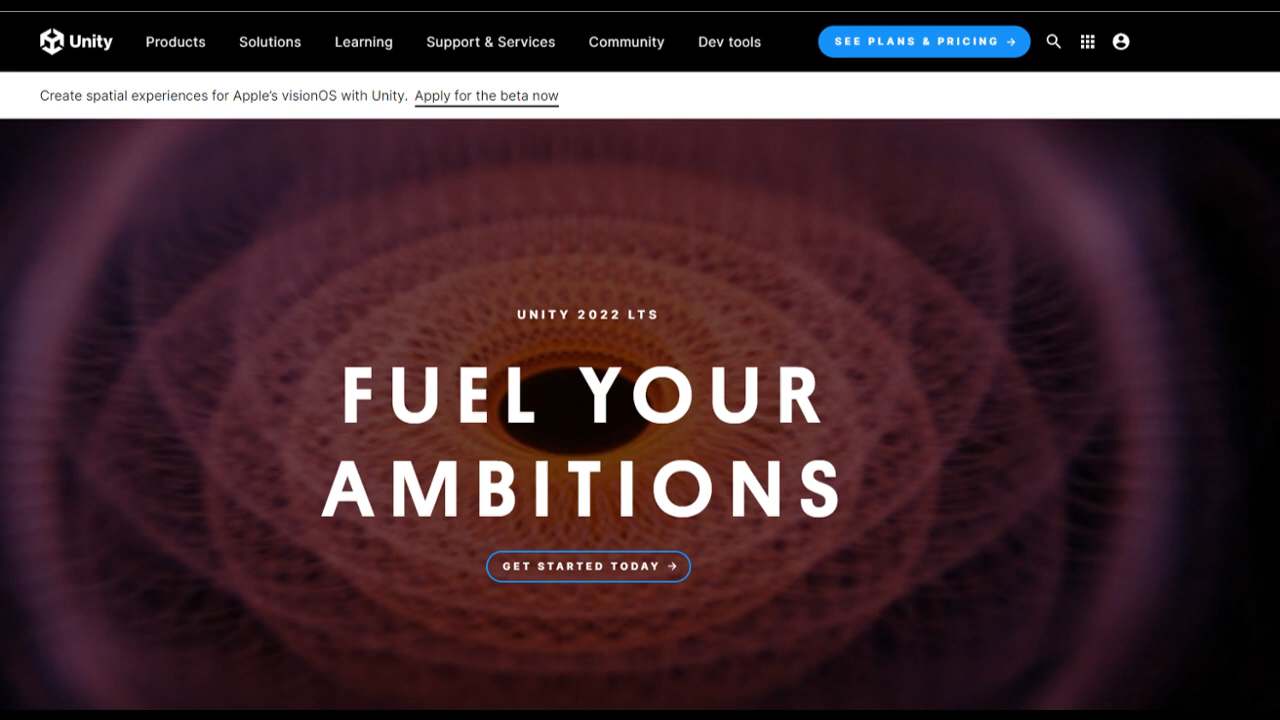 Unity Products Solutions Learning Support & Services Community Dev tools SEE PLANS & PRICING →
Create spatial experiences for Apple’s visionOS with Unity. Apply for the beta now
UNITY 2022 LTS
FUEL YOUR
AMBITIONS
GET STARTED TODAY →